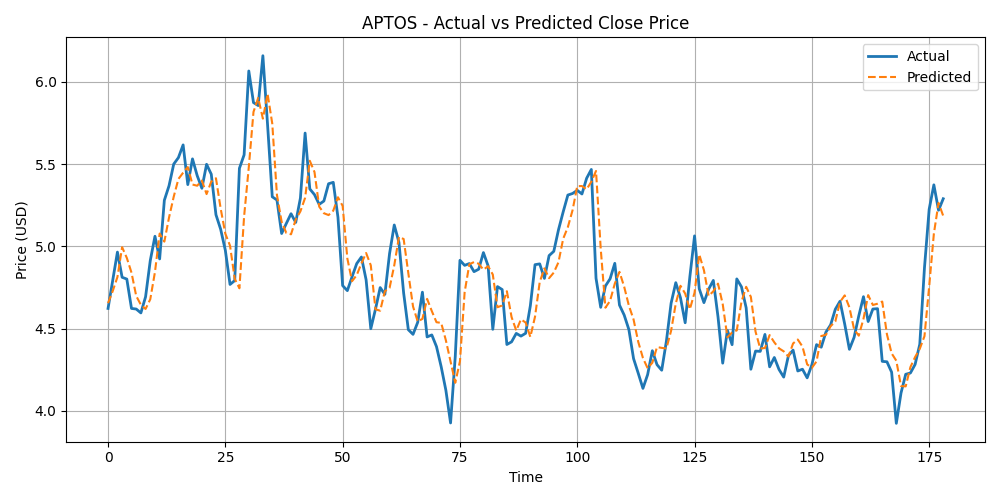 APTOS - Actual vs Predicted Close Price
Actual
Predicted
Price (USD)
6.0
5.5
5.0
4.5
4.0
0 25 50 75 100 125 150 175
Time